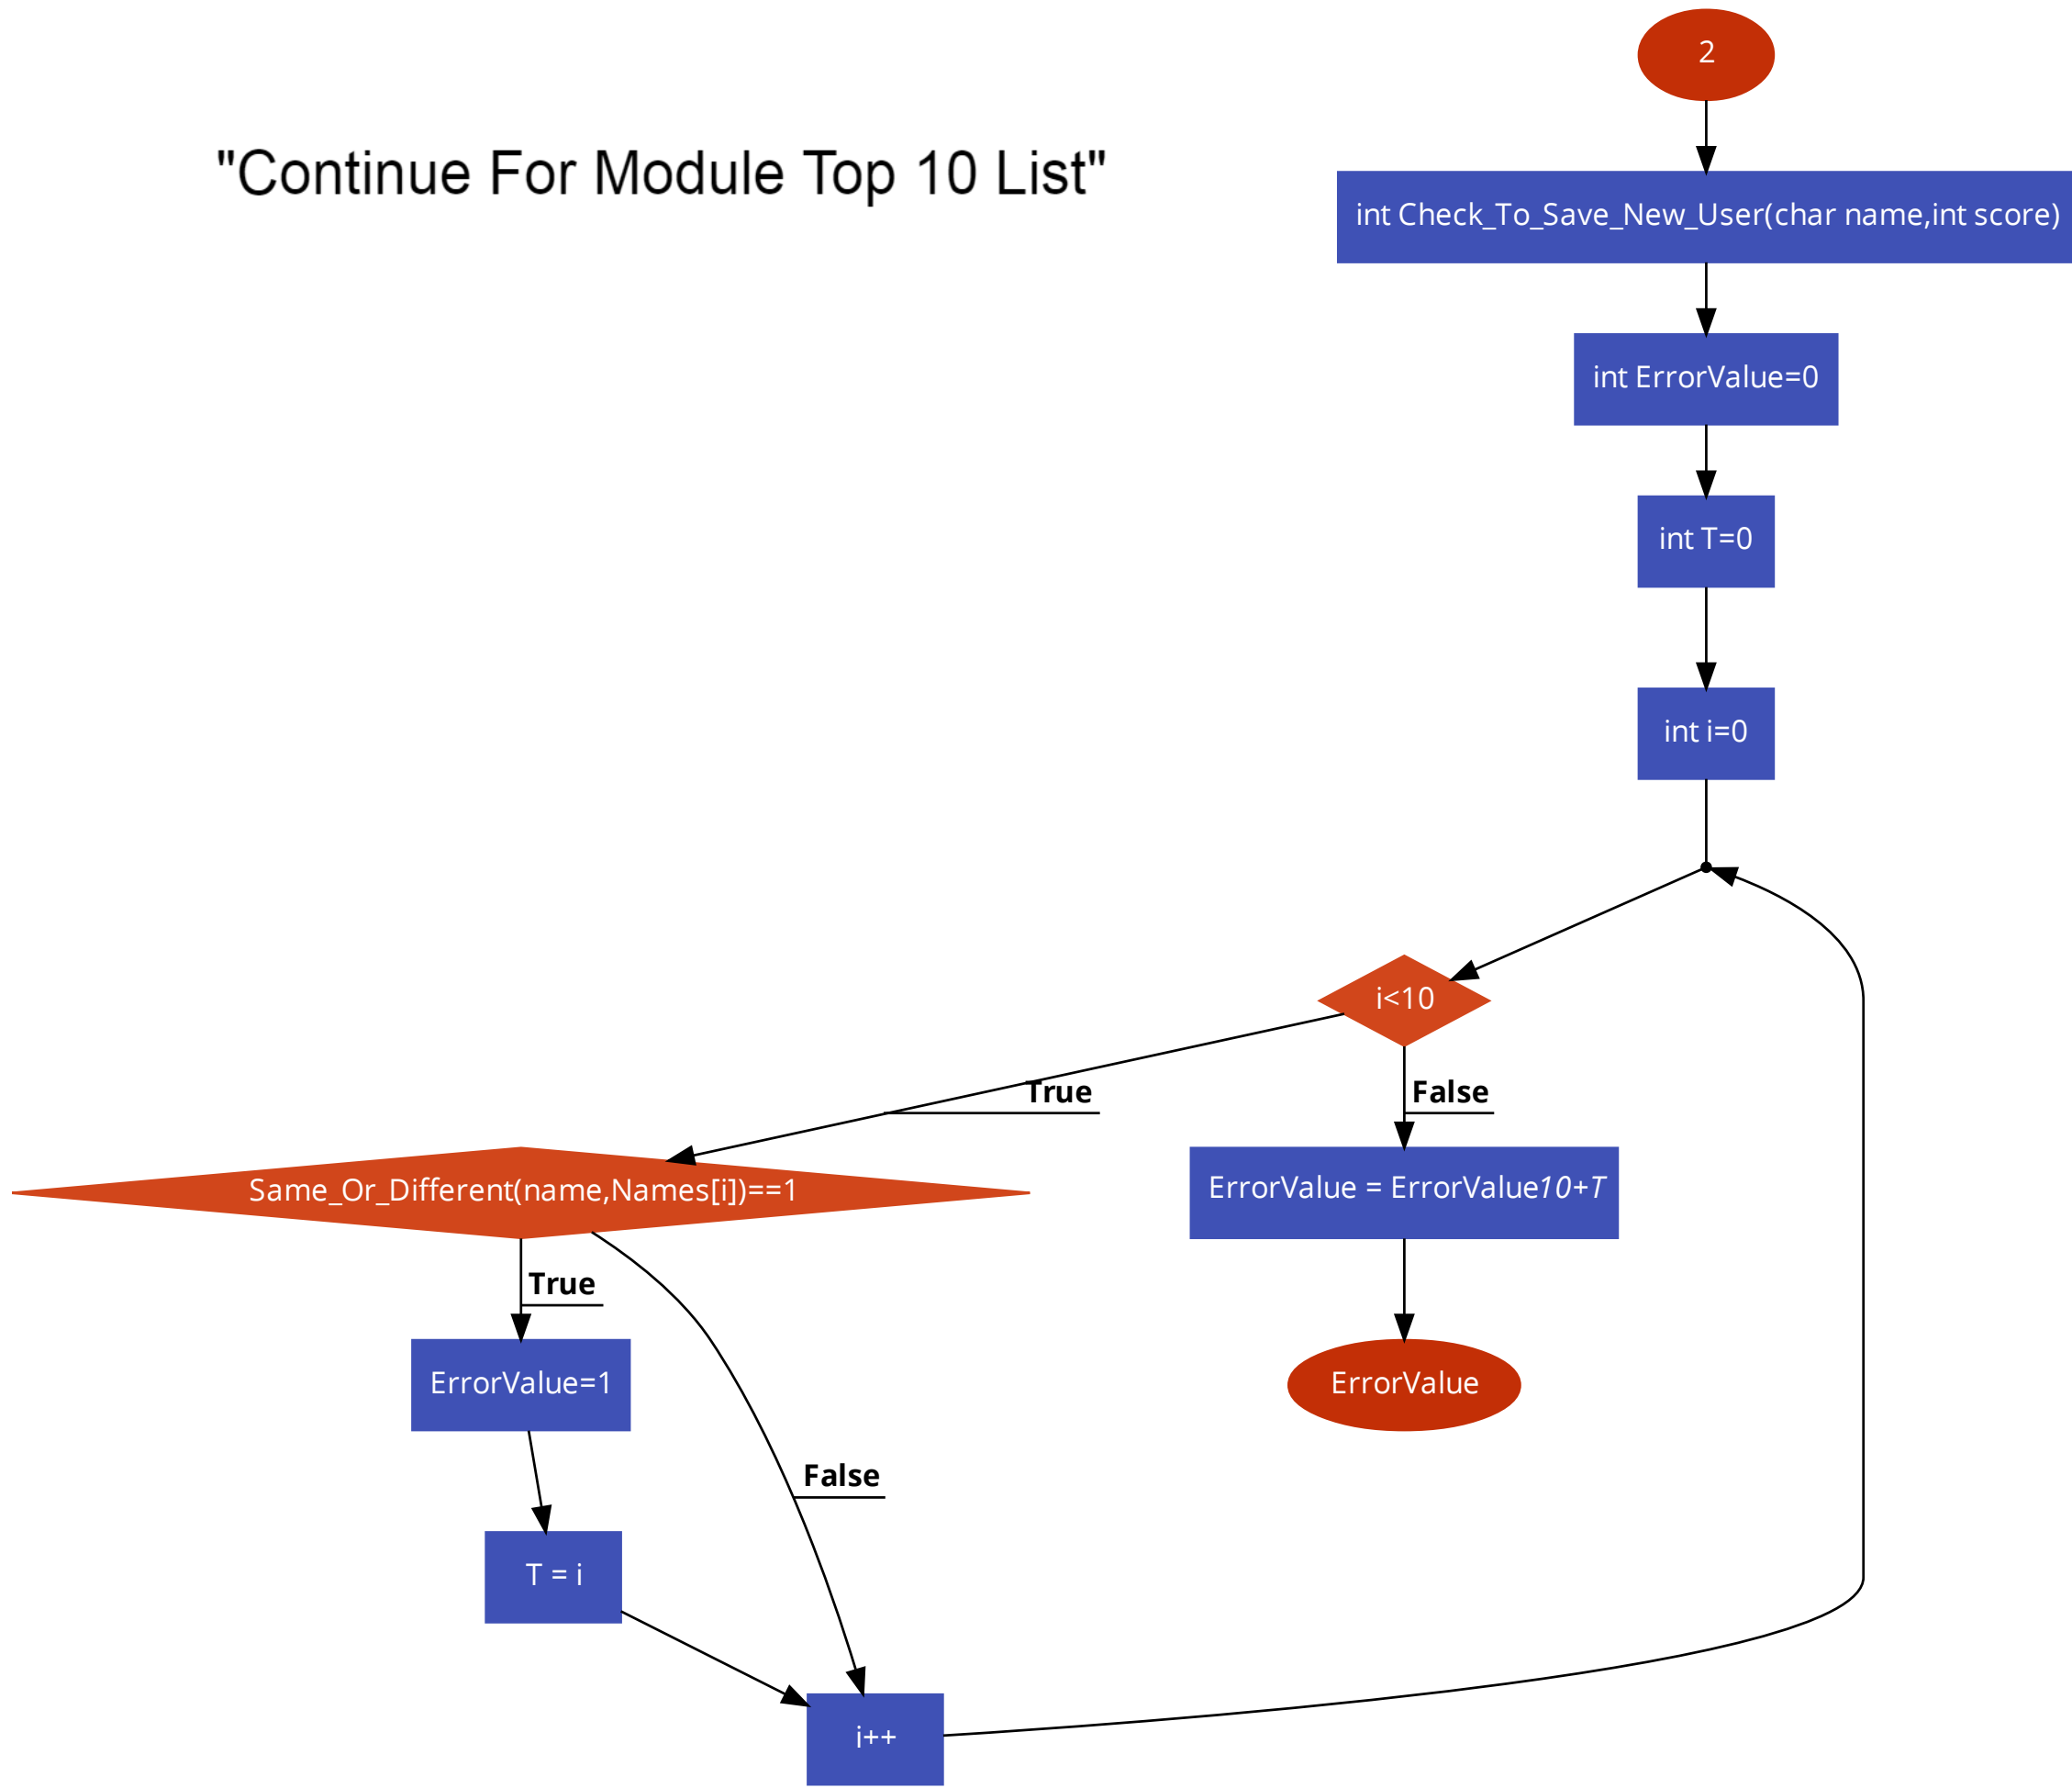 2
"Continue For Module Top 10 List"
int Check_To_Save_New_User(char name,int score)
int ErrorValue=0
int T=0
int i=0
i<10
True
False
Same_Or_Different(name,Names[i])==1
ErrorValue = ErrorValue10+T
True
ErrorValue=1
ErrorValue
False
T = i
i++